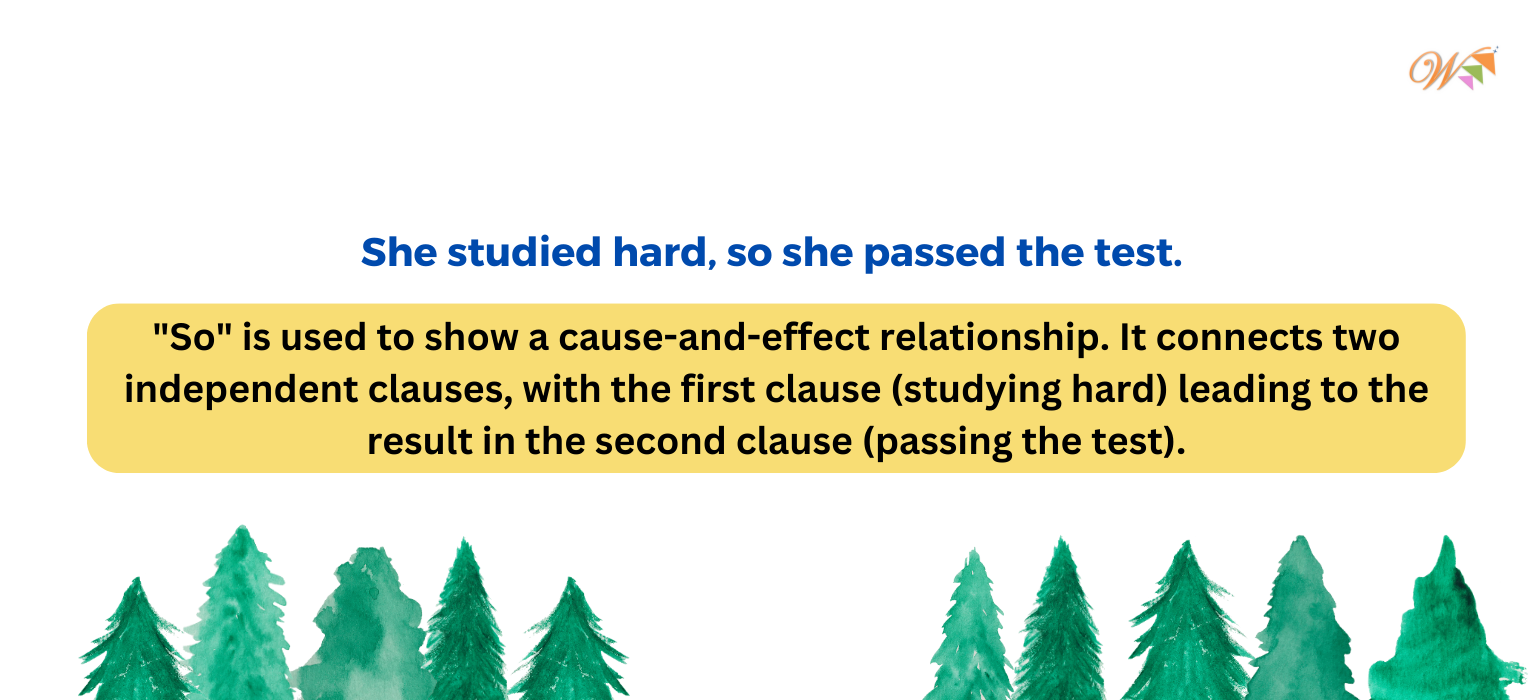 W
She studied hard, so she passed the test.
"So" is used to show a cause-and-effect relationship. It connects two
independent clauses, with the first clause (studying hard) leading to the
result in the second clause (passing the test).